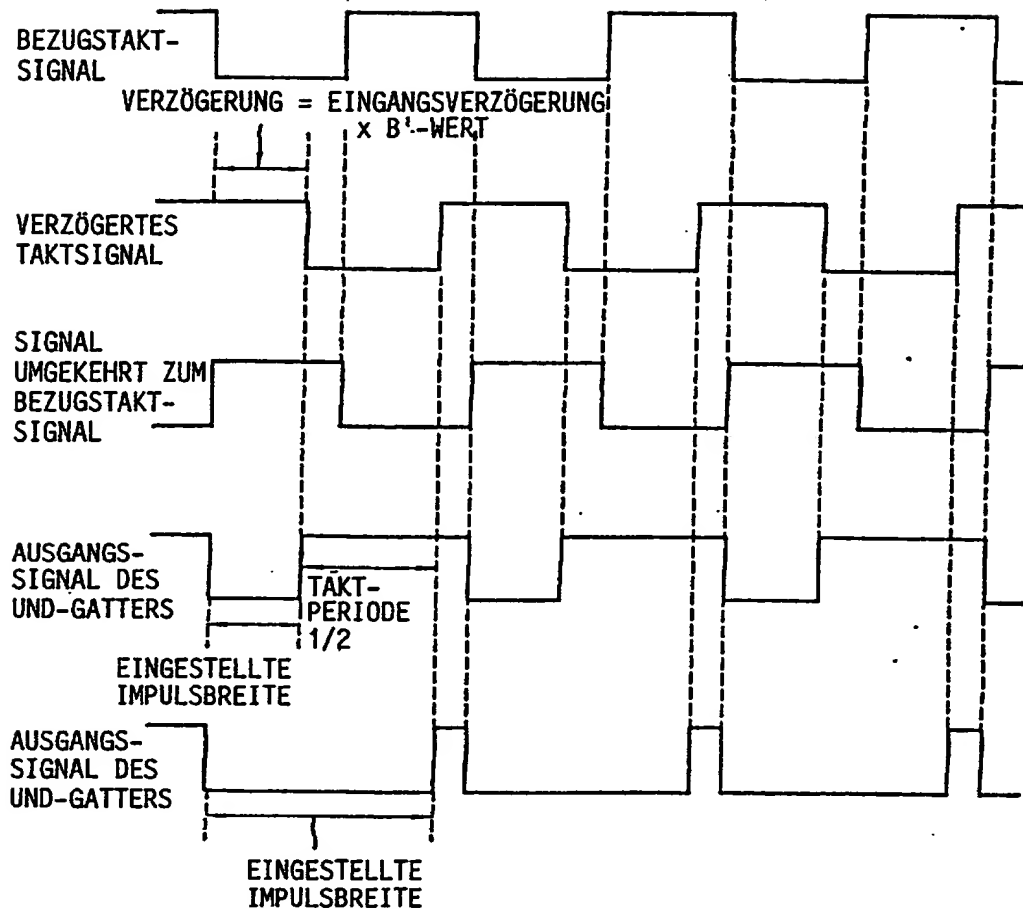 BEZUGSTAKT-
SIGNAL
VERZÖGERUNG = EINGANGSVERZÖGERUNG
x B'-WERT
VERZÖGERTES
TAKTSIGNAL
SIGNAL
UMGEKEHRT ZUM
BEZUGSTAKT-
SIGNAL
AUSGANGS-
SIGNAL DES
UND-GATTERS
TAKT-
PERIODE
1/2
EINGESTELLTE
IMPULSBREITE
AUSGANGS-
SIGNAL DES
UND-GATTERS
EINGESTELLTE
IMPULSBREITE